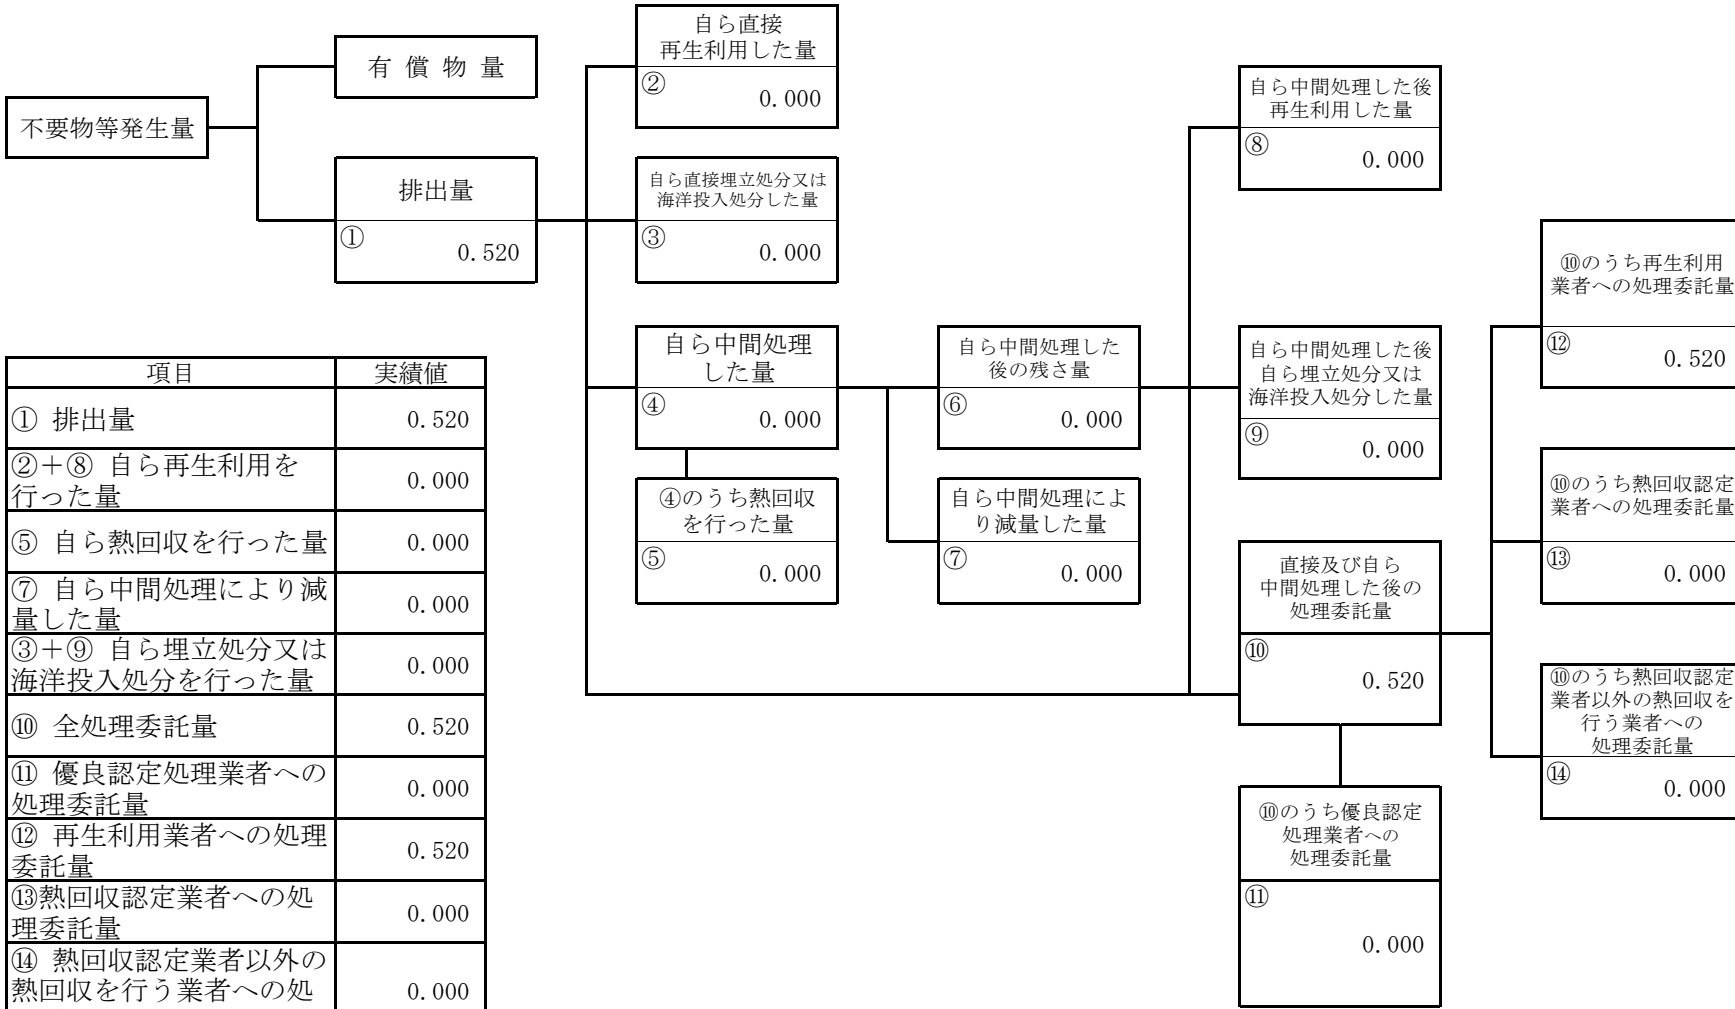 不要物等発生量
有 償 物 量
排出量
①
0.520
自ら直接
再生利用した量
②
0.000
自ら直接埋立処分又は
海洋投入処分した量
③
0.000
自ら中間処理
した量
④
0.000
④のうち熱回収
を行った量
⑤
0.000
自ら中間処理した
後の残さ量
⑥
0.000
自ら中間処理によ
り減量した量
⑦
0.000
自ら中間処理した後
再生利用した量
⑧
0.000
自ら中間処理した後
自ら埋立処分又は
海洋投入処分した量
⑨
0.000
直接及び自ら
中間処理した後の
処理委託量
⑩
0.520
⑩のうち優良認定
処理業者への
処理委託量
⑪
0.000
⑩のうち再生利用
業者への処理委託量
⑫
0.520
⑩のうち熱回収認定
業者への処理委託量
⑬
0.000
⑩のうち熱回収認定
業者以外の熱回収を
行う業者への
処理委託量
⑭
0.000
項目 実績値
① 排出量 0.520
②＋⑧ 自ら再生利用を
行った量
0.000
⑤ 自ら熱回収を行った量 0.000
⑦ 自ら中間処理により減
量した量
0.000
③＋⑨ 自ら埋立処分又は
海洋投入処分を行った量
0.000
⑩ 全処理委託量 0.520
⑪ 優良認定処理業者への
処理委託量
0.000
⑫ 再生利用業者への処理
委託量
0.520
⑬熱回収認定業者への処
理委託量
0.000
⑭ 熱回収認定業者以外の
熱回収を行う業者への処
0.000